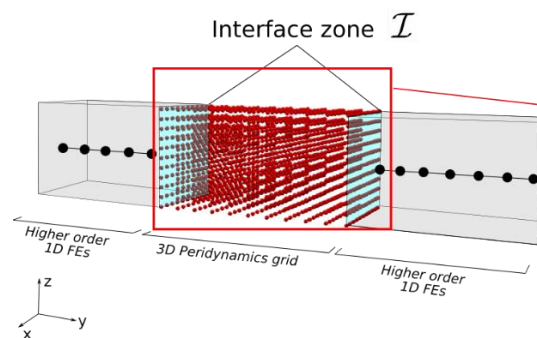 Interface zone I
Higher order
1D FEs
3D Peridynamics grid
Higher order
1D FEs
z
y
x